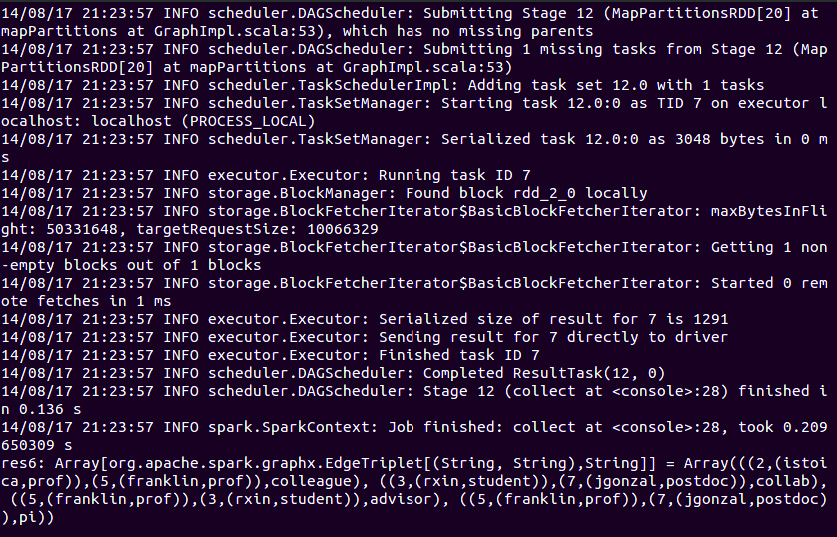 14/08/17 21:23:57 INFO scheduler.DAGScheduler: Submitting Stage 12 (MapPartitionsRDD[20] at
mapPartitions at GraphImpl.scala:53), which has no missing parents
14/08/17 21:23:57 INFO scheduler.DAGScheduler: Submitting 1 missing tasks from Stage 12 (Map
PartitionsRDD[20] at mapPartitions at GraphImpl.scala:53)
14/08/17 21:23:57 INFO scheduler.TaskSchedulerImpl: Adding task set 12.0 with 1 tasks
14/08/17 21:23:57 INFO scheduler.TaskSetManager: Starting task 12.0:0 as TID 7 on executor l
ocalhost: localhost (PROCESS_LOCAL)
14/08/17 21:23:57 INFO scheduler.TaskSetManager: Serialized task 12.0:0 as 3048 bytes in 0 m
s
14/08/17 21:23:57 INFO executor.Executor: Running task ID 7
14/08/17 21:23:57 INFO storage.BlockManager: Found block rdd_2_0 locally
14/08/17 21:23:57 INFO storage.BlockFetcherIterator$BasicBlockFetcherIterator: maxBytesInFli
ght: 50331648, targetRequestSize: 10066329
14/08/17 21:23:57 INFO storage.BlockFetcherIterator$BasicBlockFetcherIterator: Getting 1 non
-empty blocks out of 1 blocks
14/08/17 21:23:57 INFO storage.BlockFetcherIterator$BasicBlockFetcherIterator: Started 0 rem
ote fetches in 1 ms
14/08/17 21:23:57 INFO executor.Executor: Serialized size of result for 7 is 1291
14/08/17 21:23:57 INFO executor.Executor: Sending result for 7 directly to driver
14/08/17 21:23:57 INFO executor.Executor: Finished task ID 7
14/08/17 21:23:57 INFO scheduler.DAGScheduler: Completed ResultTask(12, 0)
14/08/17 21:23:57 INFO scheduler.DAGScheduler: Stage 12 (collect at <console>:28) finished i
n 0.136 s
14/08/17 21:23:57 INFO spark.SparkContext: Job finished: collect at <console>:28, took 0.209
650309 s
res6: Array[org.apache.spark.graphx.EdgeTriplet[(String, String),String]] = Array(((2,(istoi
ca,prof)),(5,(franklin,prof)),colleague), ((3,(rxin,student)),(7,(jgonzal,postdoc)),collab),
 ((5,(franklin,prof)),(3,(rxin,student)),advisor), ((5,(franklin,prof)),(7,(jgonzal,postdoc)
),pi))